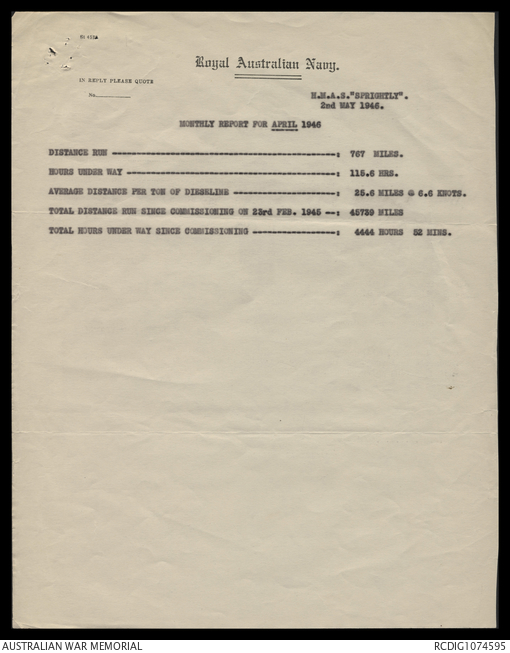 Royal Australian Navy.
IN REPLY PLEASE QUOTE
No.
H.M.A.S."SPRIGHTLY".
2nd MAY 1946.
MONTHLY REPORT FOR APRIL 1946
DISTANCE RUN ----------------------------------------: 767 MILES.
HOURS UNDER WAY -------------------------------------: 115.6 HRS.
AVERAGE DISTANCE PER TON OF DIESELINE ------------------: 25.6 MILES @ 6.6 KNOTS.
TOTAL DISTANCE RUN SINCE COMMISSIONING ON 23rd FEB. 1945 --: 45739 MILES
TOTAL HOURS UNDER WAY SINCE COMMISSIONING ---------------: 4444 HOURS 52 MINS.
AUSTRALIAN WAR MEMORIAL
RCDIG1074595